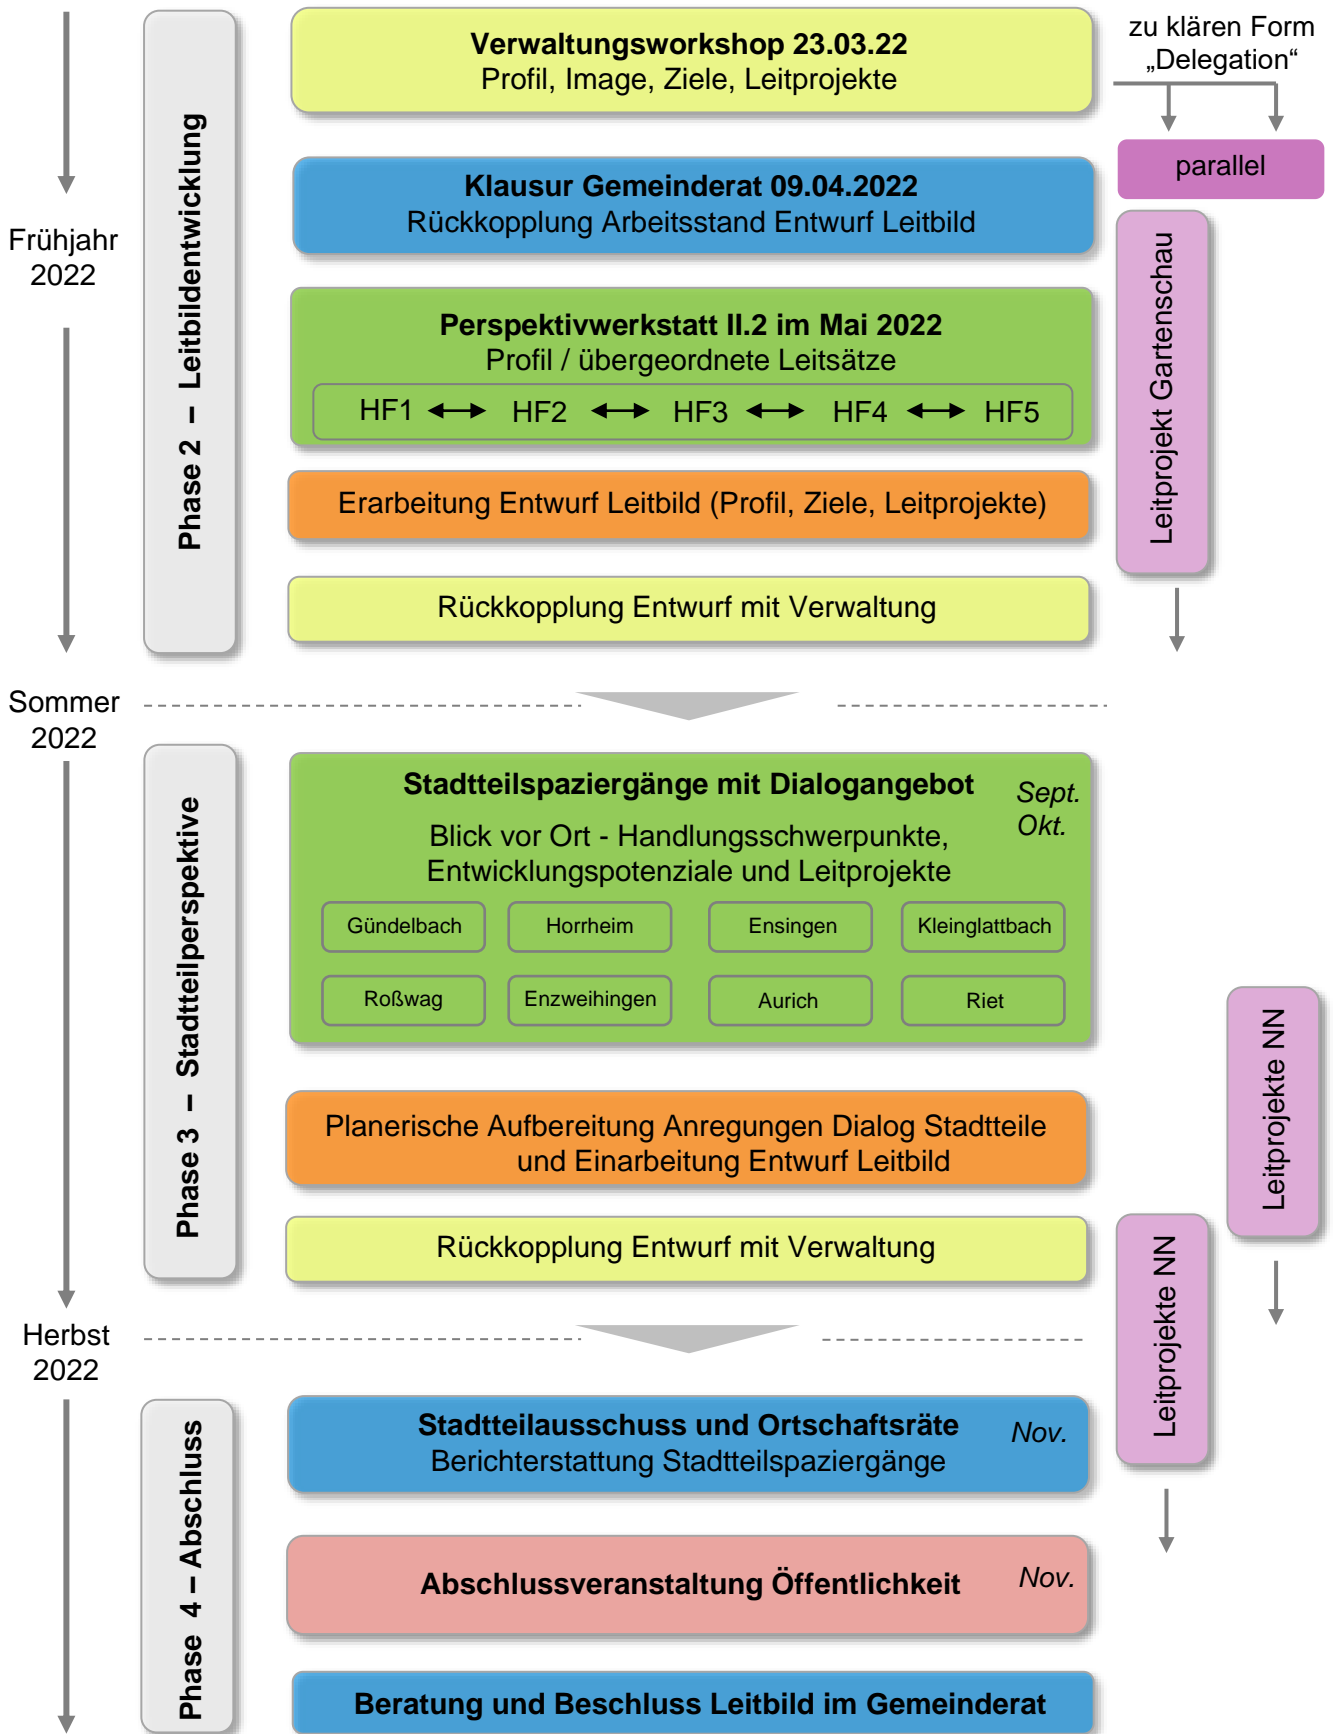 Verwaltungsworkshop 23.03.22
Profil, Image, Ziele, Leitprojekte
zu klären Form
„Delegation“
parallel
Phase 2 – Leitbildentwicklung
Klausur Gemeinderat 09.04.2022
Rückkopplung Arbeitsstand Entwurf Leitbild
Frühjahr
2022
Leitprojekt Gartenschau
Perspektivwerkstatt II.2 im Mai 2022
Profil / übergeordnete Leitsätze
HF1 HF2 HF3 HF4 HF5
Erarbeitung Entwurf Leitbild (Profil, Ziele, Leitprojekte)
Rückkopplung Entwurf mit Verwaltung
Sommer
2022
Phase 3 – Stadtteilperspektive
Stadtteilspaziergänge mit Dialogangebot
Sept.
Okt.
Blick vor Ort - Handlungsschwerpunkte,
Entwicklungspotenziale und Leitprojekte
Gündelbach Horrheim Ensingen Kleinglattbach
Roßwag Enzweihingen Aurich Riet
Leitprojekte NN
Planerische Aufbereitung Anregungen Dialog Stadtteile
und Einarbeitung Entwurf Leitbild
Rückkopplung Entwurf mit Verwaltung
Leitprojekte NN
Herbst
2022
Phase 4 – Abschluss
Stadtteilausschuss und Ortschaftsräte
Nov.
Berichterstattung Stadtteilspaziergänge
Abschlussveranstaltung Öffentlichkeit
Nov.
Beratung und Beschluss Leitbild im Gemeinderat